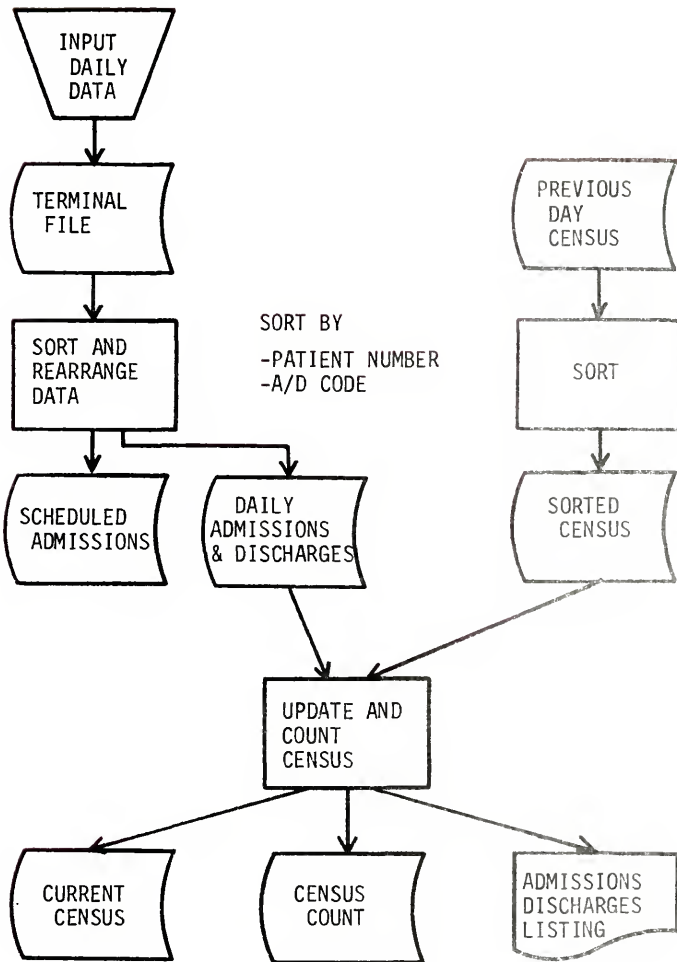 INPUT
DAILY
DATA
TERMINAL
FILE
PREVIOUS
DAY
CENSUS
SORT AND
REARRANGE
DATA
SORT BY
-PATIENT NUMBER
-A/D CODE
SORT
SCHEDULED
ADMISSIONS
DAILY
ADMISSIONS
& DISCHARGES
SORTED
CENSUS
UPDATE AND
COUNT
CENSUS
CURRENT
CENSUS
CENSUS
COUNT
ADMISSIONS
DISCHARGES
LISTING